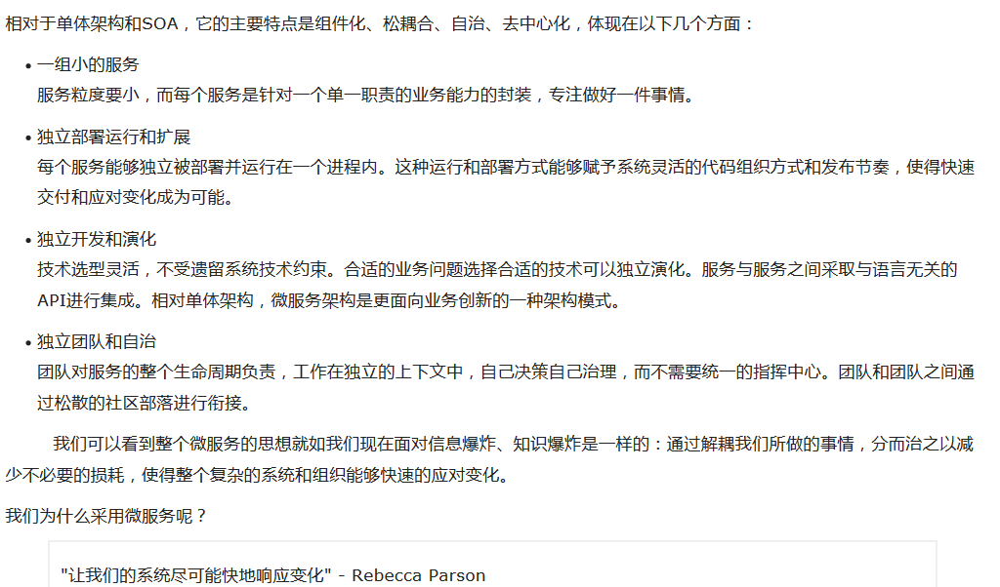 相对于单体架构和SOA，它的主要特点是组件化、松耦合、自治、去中心化，体现在以下几个方面：
• 一组小的服务
服务粒度要小，而每个服务是针对一个单一职责的业务能力的封装，专注做好一件事情。
• 独立部署运行和扩展
每个服务能够独立被部署并运行在一个进程内。这种运行和部署方式能够赋予系统灵活的代码组织方式和发布节奏，使得快速
交付和应对变化成为可能。
• 独立开发和演化
技术选型灵活，不受遗留系统技术约束。合适的业务问题选择合适的技术可以独立演化。服务与服务之间采取与语言无关的
API进行集成。相对单体架构，微服务架构是更面向业务创新的一种架构模式。
• 独立团队和自治
团队对服务的整个生命周期负责，工作在独立的上下文中，自己决策自己治理，而不需要统一的指挥中心。团队和团队之间通
过松散的社区部落进行衔接。
我们可以看到整个微服务的思想就如我们现在面对信息爆炸、知识爆炸是一样的：通过解耦我们所做的事情，分而治之以减
少不必要的损耗，使得整个复杂的系统和组织能够快速的应对变化。
我们为什么采用微服务呢？
"让我们的系统尽可能快地响应变化" - Rebecca Parson